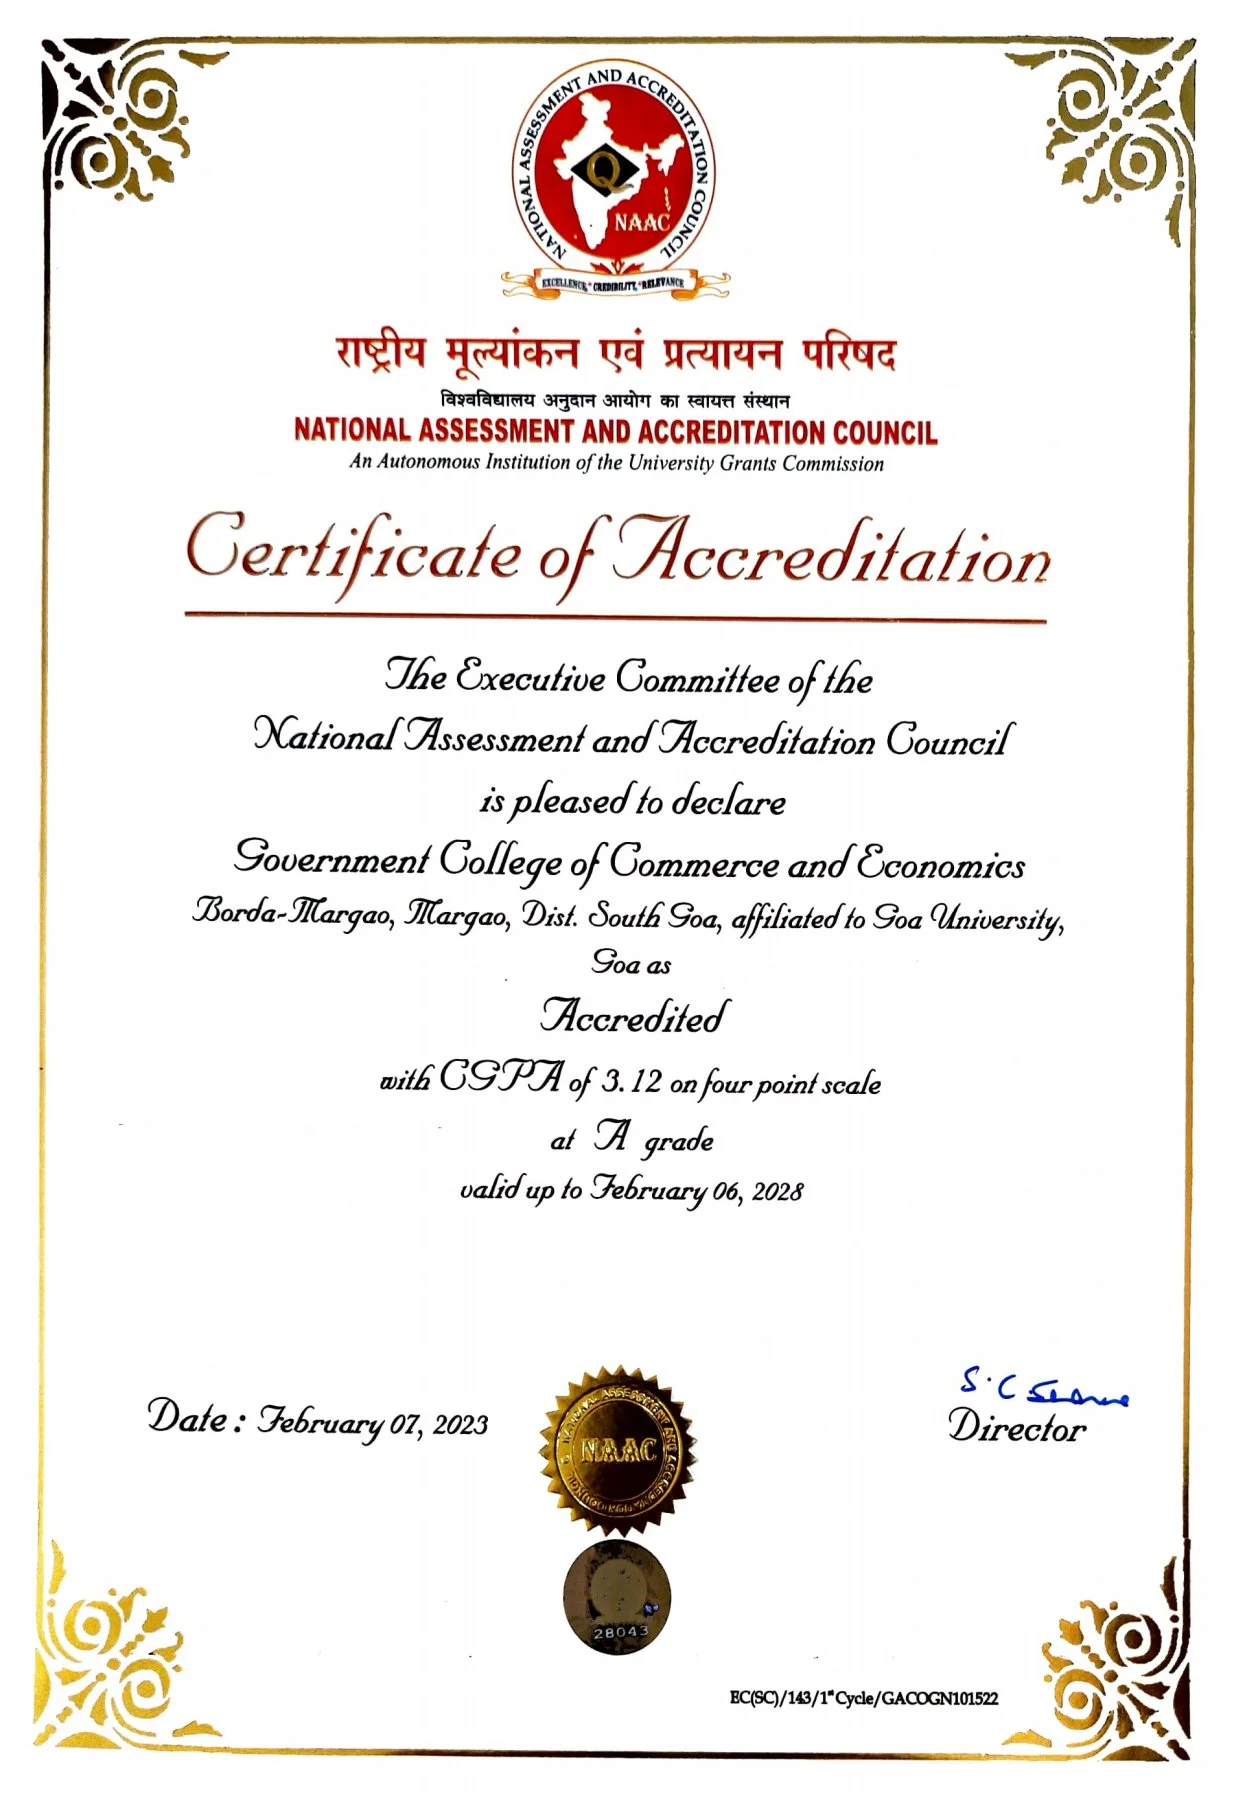 NATIONAL ASSESSMENT AND ACCREDITATION COUNCIL
Q
NAAC
EXCELLENCE * CREDIBILITY * RELEVANCE
राष्ट्रीय मूल्यांकन एवं प्रत्यायन परिषद
विश्वविद्यालय अनुदान आयोग का स्वायत्त संस्थान
NATIONAL ASSESSMENT AND ACCREDITATION COUNCIL
An Autonomous Institution of the University Grants Commission
Certificate of Accreditation
The Executive Committee of the
National Assessment and Accreditation Council
is pleased to declare
Government College of Commerce and Economics
Borda-Margao, Margao, Dist. South Goa, affiliated to Goa University,
Goa as
Accredited
with CGPA of 3.12 on four point scale
at A grade
valid up to February 06, 2028
Date : February 07, 2023
NATIONAL ASSESSMENT AND ACCREDITATION COUNCIL
NAAC
S.C
Director
28043
EC(SC)/143/1st Cycle/GACOGN101522